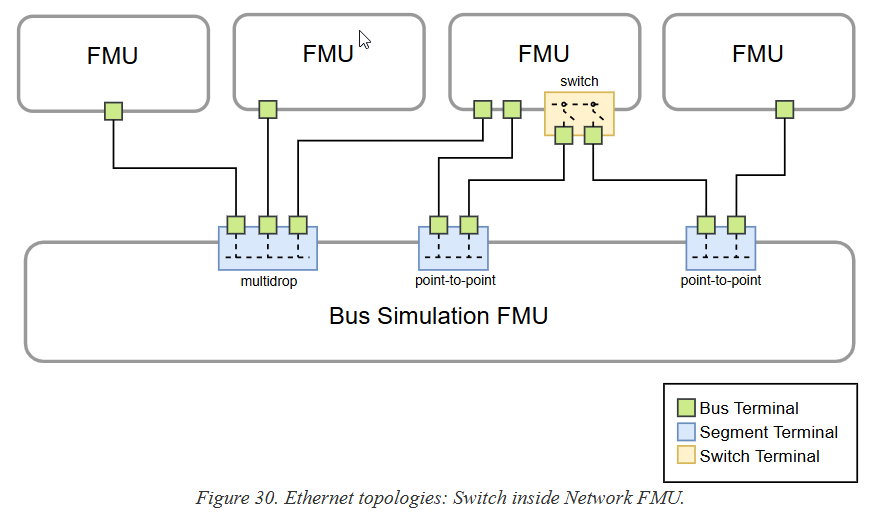 FMU
FMU
FMU
FMU
switch
multidrop
point-to-point
point-to-point
Bus Simulation FMU
Bus Terminal
Segment Terminal
Switch Terminal
Figure 30. Ethernet topologies: Switch inside Network FMU.